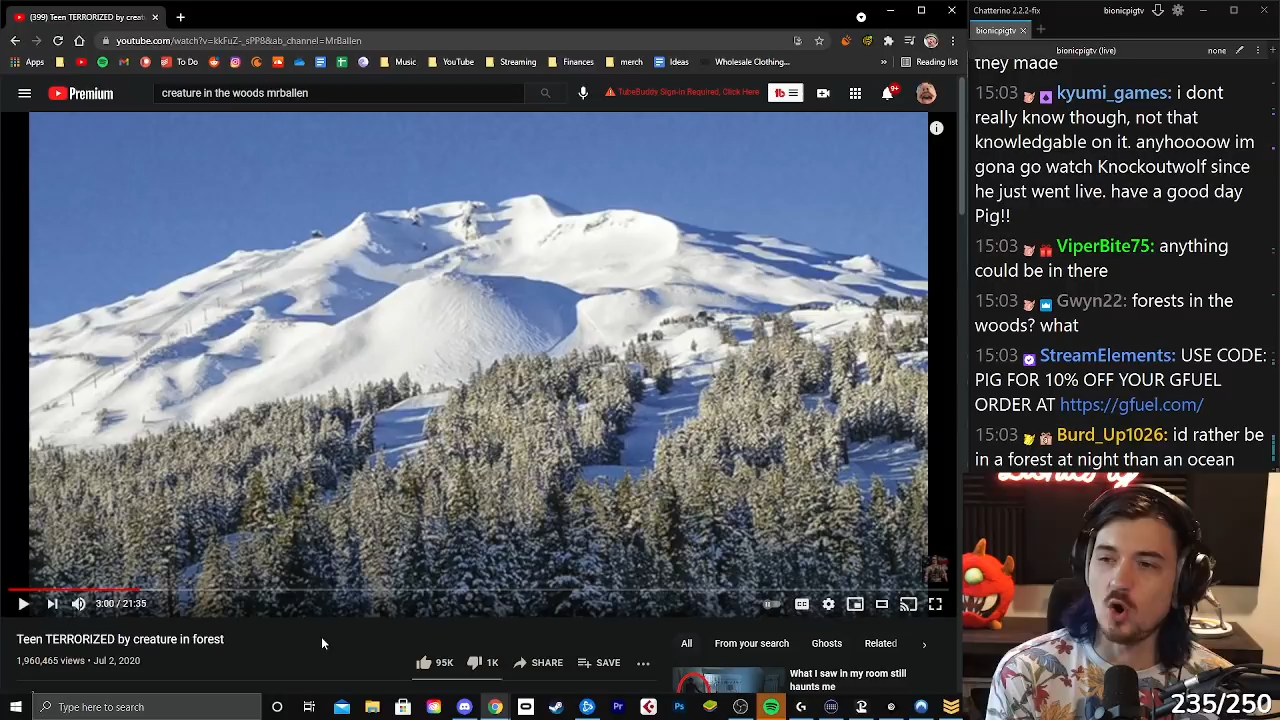 (399) Teen TERRORIZED by creat
youtube.com/watch?v=kkFuZ-_sPP8&ab_channel=MrBallen
Apps
To Do
Music
YouTube
Streaming
Finances
merch
Ideas
Wholesale Clothing...
»
Reading list
Premium
creature in the woods mrballen
TubeBuddy Sign-in Required, Click Here
tb
9+
3:00 / 21:35
Teen TERRORIZED by creature in forest
1,960,465 views • Jul 2, 2020
95K
1K
SHARE
SAVE
All
From your search
Ghosts
Related
What I saw in my room still
haunts me
Type here to search
Chatterino 2.2.2-fix
bionicpigtv
bionicpigtv
bionicpigtv (live)
none
they made
15:03 kyumi_games: i dont
really know though, not that
knowledgable on it. anyhoooow im
gona go watch Knockoutwolf since
he just went live. have a good day
Pig!!
15:03 ViperBite75: anything
could be in there
15:03 Gwyn22: forests in the
woods? what
15:03 StreamElements: USE CODE:
PIG FOR 10% OFF YOUR GFUEL
ORDER AT https://gfuel.com/
15:03 Burd_Up1026: id rather be
in a forest at night than an ocean
235/250